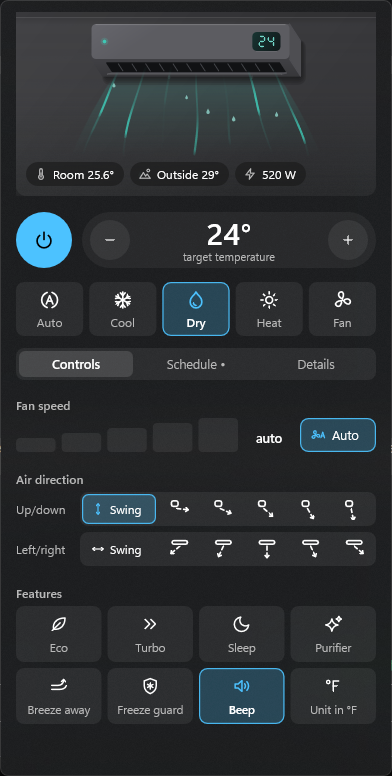 24
Room 25.6° Outside 29° 520 W
− 24° +
target temperature
Auto Cool Dry Heat Fan
Controls Schedule • Details
Fan speed
auto Auto
Air direction
Up/down Swing
Left/right Swing
Features
Eco Turbo Sleep Purifier
°F
Breeze away Freeze guard Beep Unit in °F